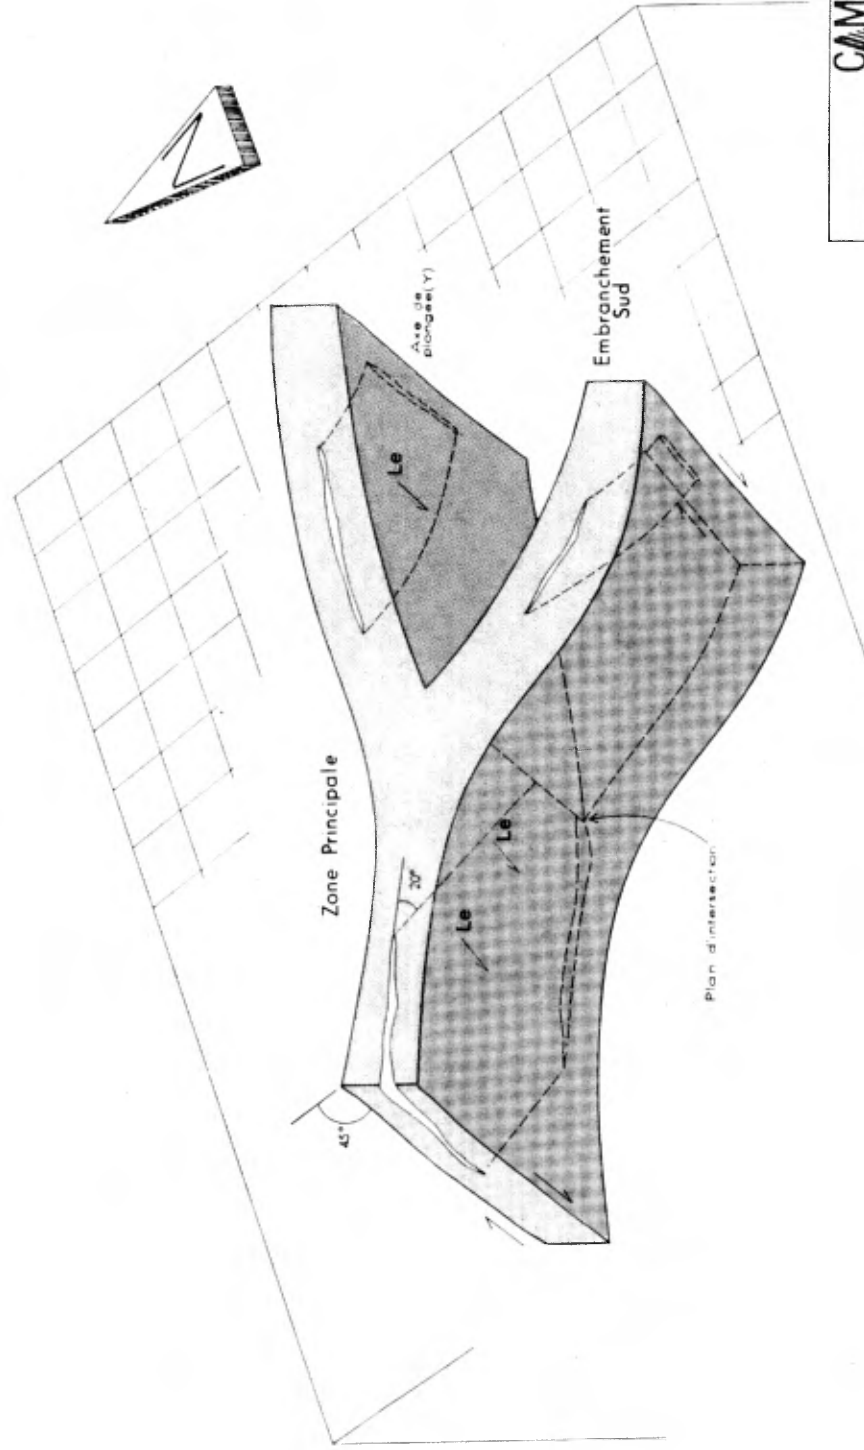 N
Axe de
plongée(Y)
Le
Embranchement
Sud
Zone Principale
20°
Le
Le
45°
Plan d'intersection